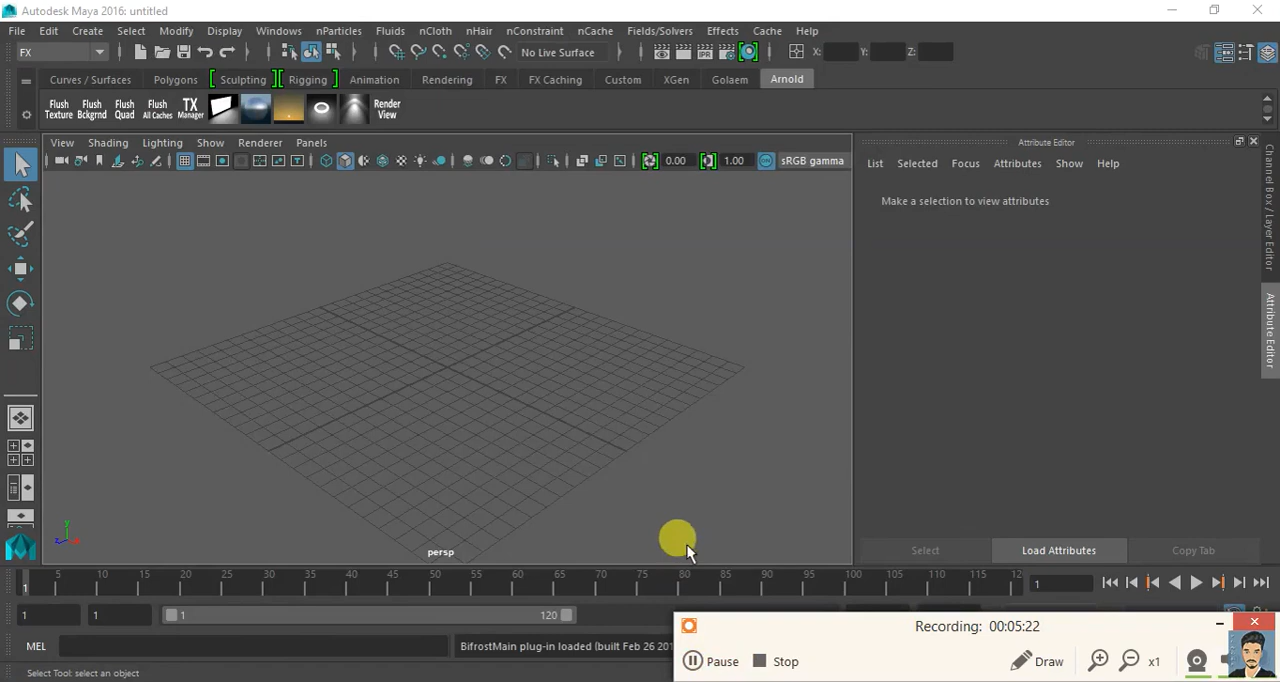 Autodesk Maya 2016: untitled
File Edit Create Select Modify Display Windows nParticles Fluids nCloth nHair nConstraint nCache Fields/Solvers Effects Cache Help
FX No Live Surface X: Y: Z:
Curves / Surfaces Polygons Sculpting Rigging Animation Rendering FX FX Caching Custom XGen Golaem Arnold
Flush Flush Flush Flush TX Render
Texture Bckgrnd Quad All Caches Manager View
View Shading Lighting Show Renderer Panels
0.00 1.00 sRGB gamma
persp
Attribute Editor
List Selected Focus Attributes Show Help
Make a selection to view attributes
Select Load Attributes Copy Tab
Channel Box / Layer Editor
Attribute Editor
1 5 10 15 20 25 30 35 40 45 50 55 60 65 70 75 80 85 90 95 100 105 110 115 12 1
1 1 1 120
MEL BifrostMain plug-in loaded (built Feb 26 201
Select Tool: select an object
Recording: 00:05:22
Pause Stop Draw x1